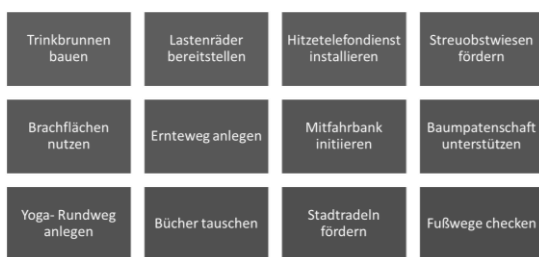 Trinkbrunnen
bauen
Lastenräder
bereitstellen
Hitzetelefondienst
installieren
Streuobstwiesen
fördern
Brachflächen
nutzen
Ernteweg anlegen
Mitfahrbank
initiieren
Baumpatenschaft
unterstützen
Yoga- Rundweg
anlegen
Bücher tauschen
Stadtradeln
fördern
Fußwege checken